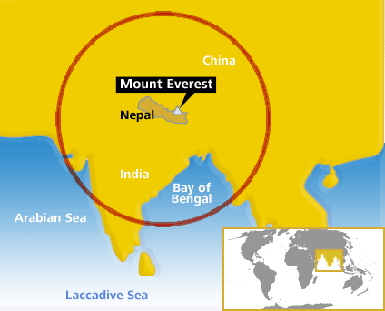 China
Mount Everest
Nepal
India
Bay of
Bengal
Arabian Sea
Laccadive Sea